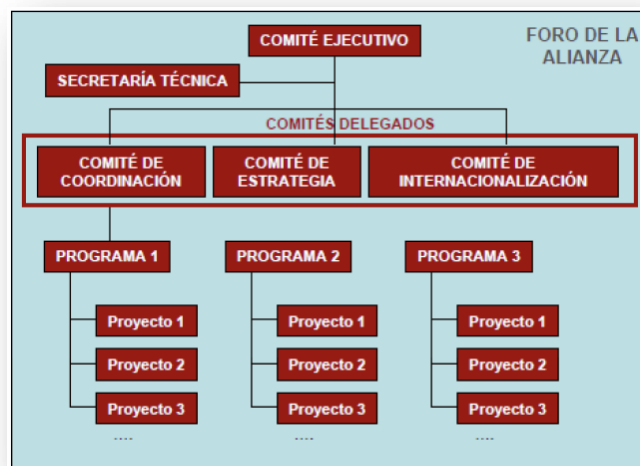 COMITÉ EJECUTIVO
FORO DE LA
ALIANZA
SECRETARÍA TÉCNICA
COMITÉS DELEGADOS
COMITÉ DE
COORDINACIÓN
COMITÉ DE
ESTRATEGIA
COMITÉ DE
INTERNACIONALIZACIÓN
PROGRAMA 1
PROGRAMA 2
PROGRAMA 3
Proyecto 1
Proyecto 1
Proyecto 1
Proyecto 2
Proyecto 2
Proyecto 2
Proyecto 3
Proyecto 3
Proyecto 3
....
....
....